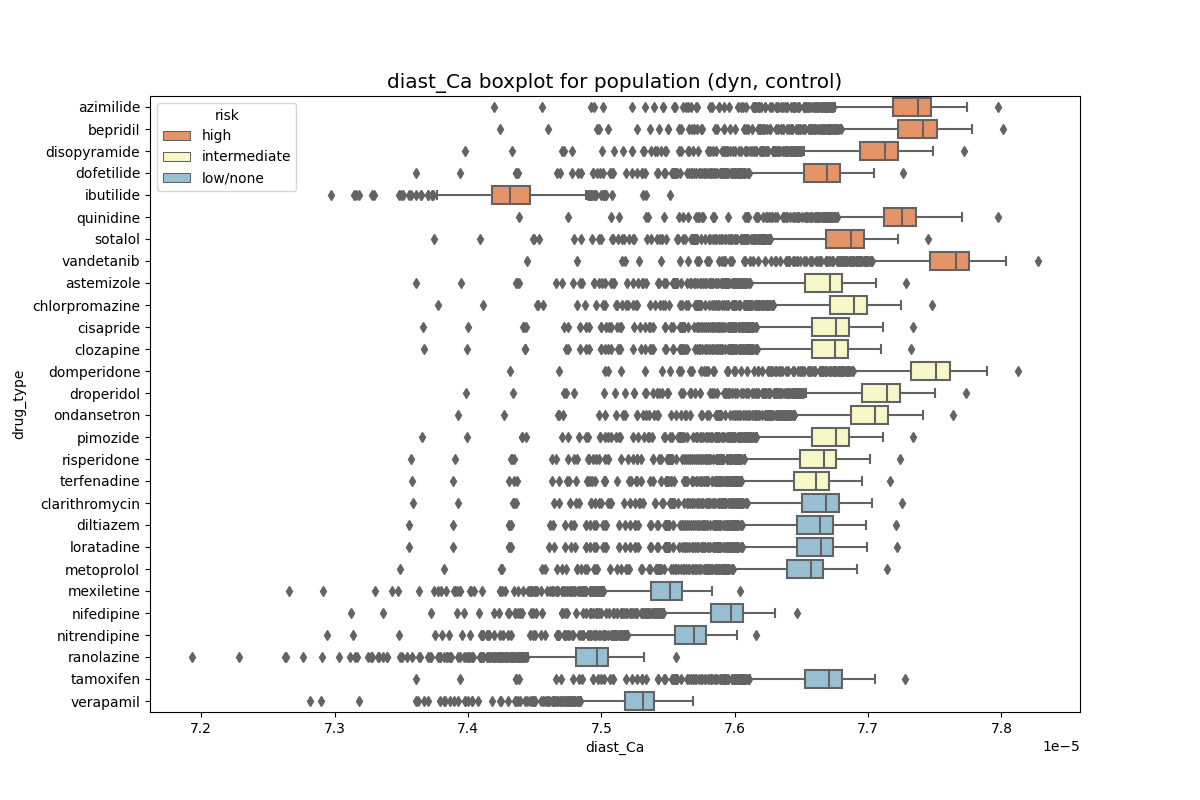 diast_Ca boxplot for population (dyn, control)
risk
high
intermediate
low/none
drug_type
azimilide
bepridil
disopyramide
dofetilide
ibutilide
quinidine
sotalol
vandetanib
astemizole
chlorpromazine
cisapride
clozapine
domperidone
droperidol
ondansetron
pimozide
risperidone
terfenadine
clarithromycin
diltiazem
loratadine
metoprolol
mexiletine
nifedipine
nitrendipine
ranolazine
tamoxifen
verapamil
7.2 7.3 7.4 7.5 7.6 7.7 7.8
diast_Ca
1e−5